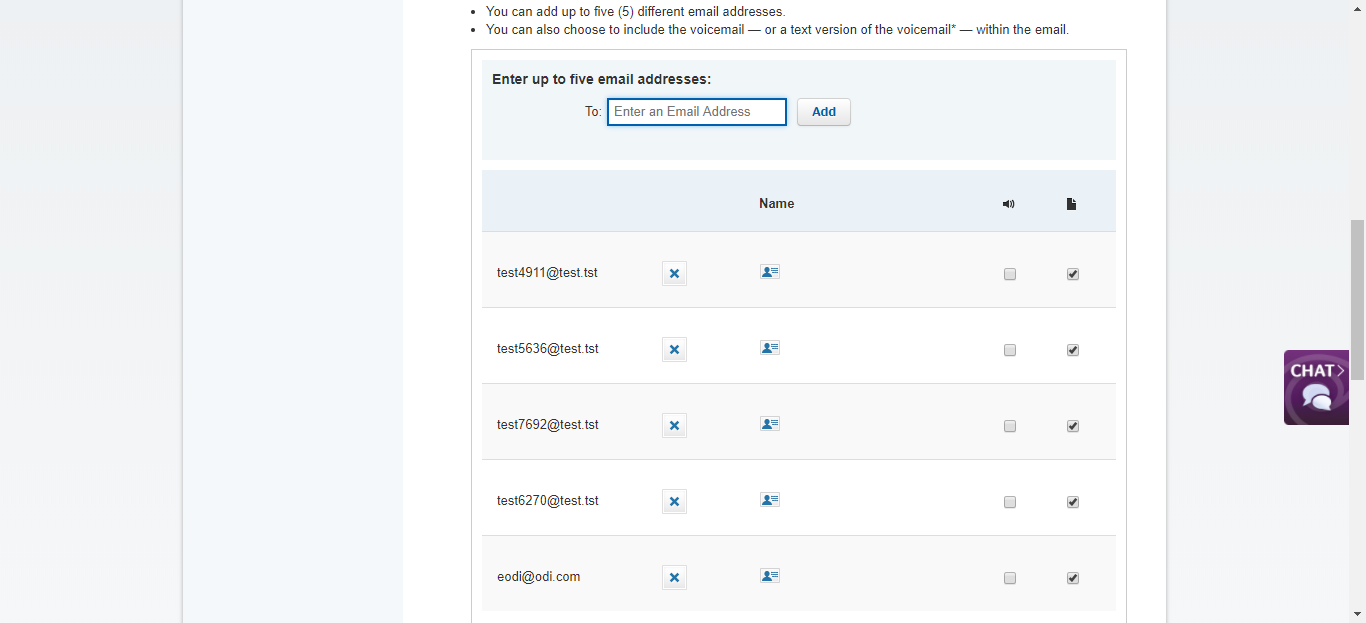 You can add up to five (5) different email addresses.
You can also choose to include the voicemail — or a text version of the voicemail* — within the email.
Enter up to five email addresses:
To: Enter an Email Address Add
Name
test4911@test.tst
test5636@test.tst
CHAT
test7692@test.tst
test6270@test.tst
eodi@odi.com